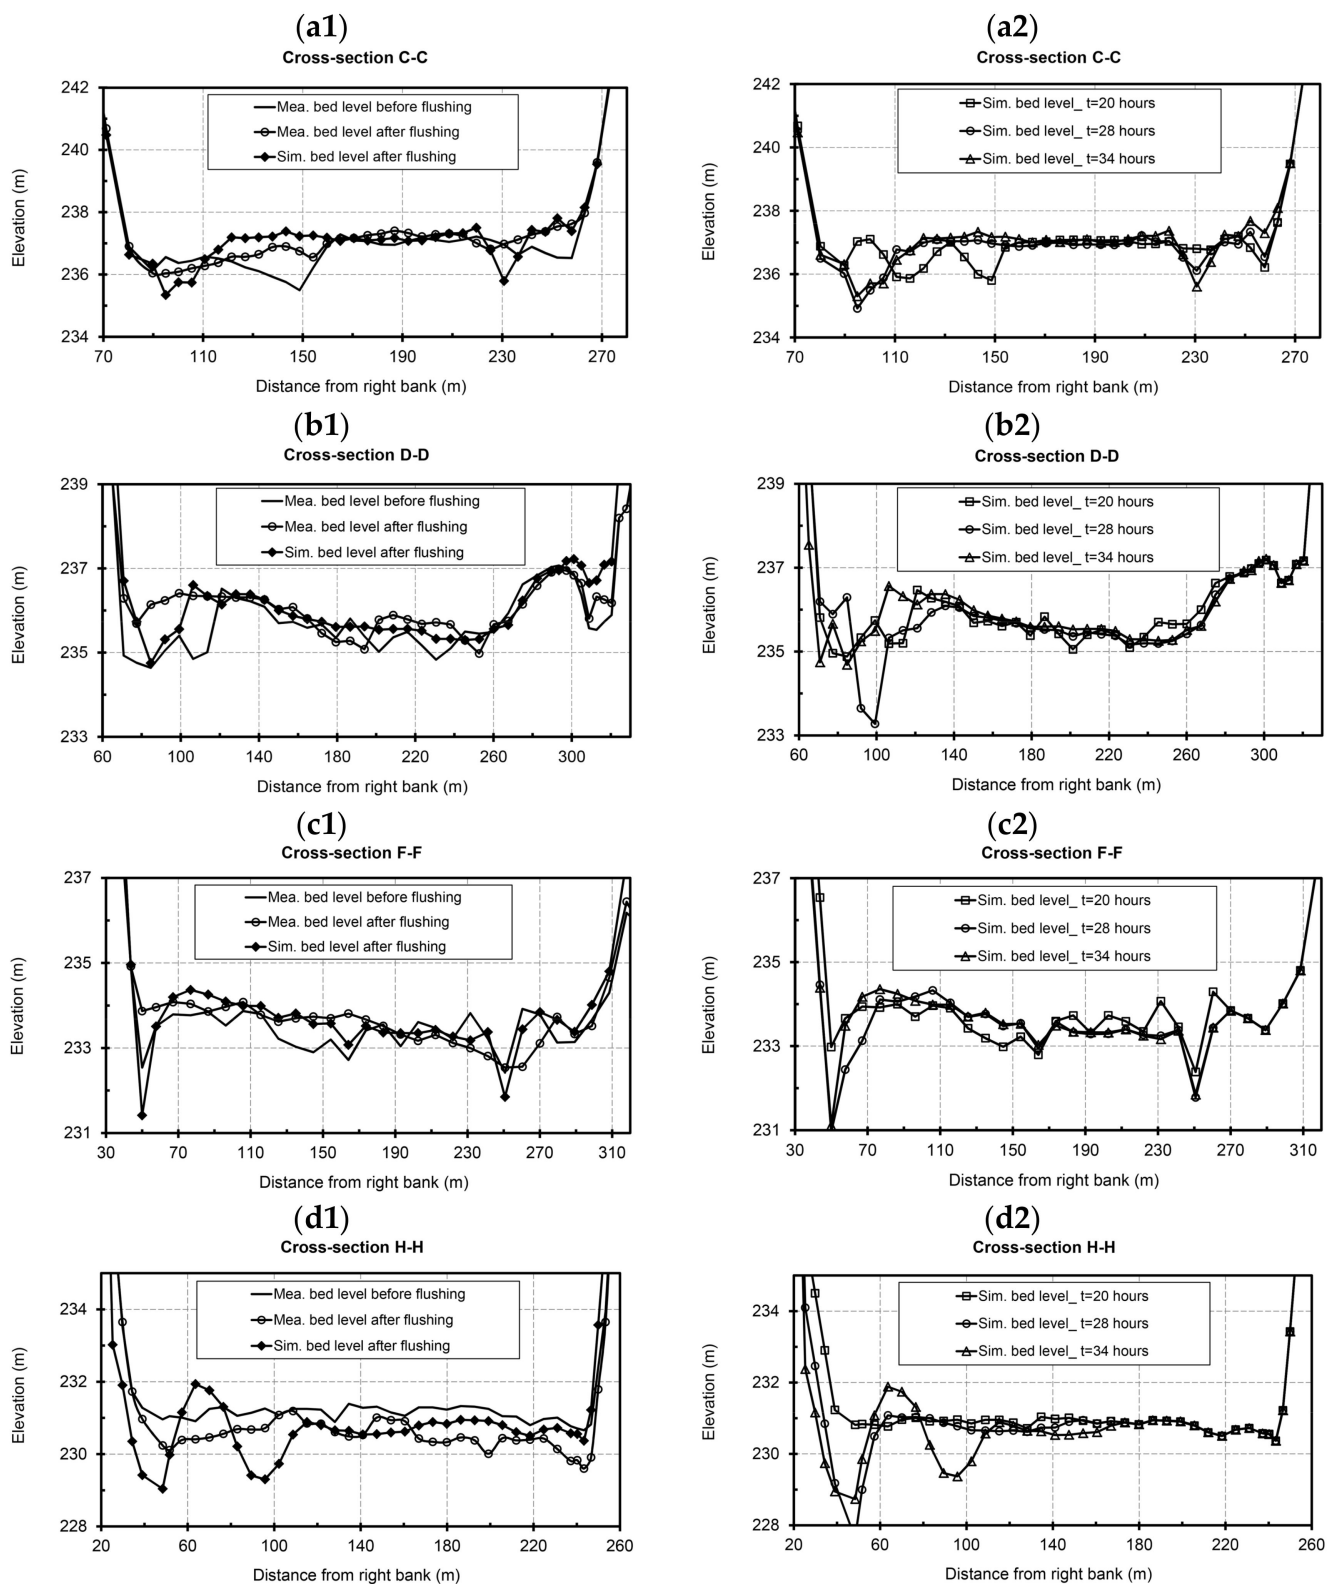 (a1)
Cross-section C-C
Mea. bed level before flushing
Mea. bed level after flushing
Sim. bed level after flushing
Elevation (m)
242
240
238
236
234
70 110 150 190 230 270
Distance from right bank (m)
(a2)
Cross-section C-C
Sim. bed level_ t=20 hours
Sim. bed level_ t=28 hours
Sim. bed level_ t=34 hours
Elevation (m)
242
240
238
236
234
70 110 150 190 230 270
Distance from right bank (m)
(b1)
Cross-section D-D
Mea. bed level before flushing
Mea. bed level after flushing
Sim. bed level after flushing
Elevation (m)
239
237
235
233
60 100 140 180 220 260 300
Distance from right bank (m)
(b2)
Cross-section D-D
Sim. bed level_ t=20 hours
Sim. bed level_ t=28 hours
Sim. bed level_ t=34 hours
Elevation (m)
239
237
235
233
60 100 140 180 220 260 300
Distance from right bank (m)
(c1)
Cross-section F-F
Mea. bed level before flushing
Mea. bed level after flushing
Sim. bed level after flushing
Elevation (m)
237
235
233
231
30 70 110 150 190 230 270 310
Distance from right bank (m)
(c2)
Cross-section F-F
Sim. bed level_ t=20 hours
Sim. bed level_ t=28 hours
Sim. bed level_ t=34 hours
Elevation (m)
237
235
233
231
30 70 110 150 190 230 270 310
Distance from right bank (m)
(d1)
Cross-section H-H
Mea. bed level before flushing
Mea. bed level after flushing
Sim. bed level after flushing
Elevation (m)
234
232
230
228
20 60 100 140 180 220 260
Distance from right bank (m)
(d2)
Cross-section H-H
Sim. bed level_ t=20 hours
Sim. bed level_ t=28 hours
Sim. bed level_ t=34 hours
Elevation (m)
234
232
230
228
20 60 100 140 180 220 260
Distance from right bank (m)